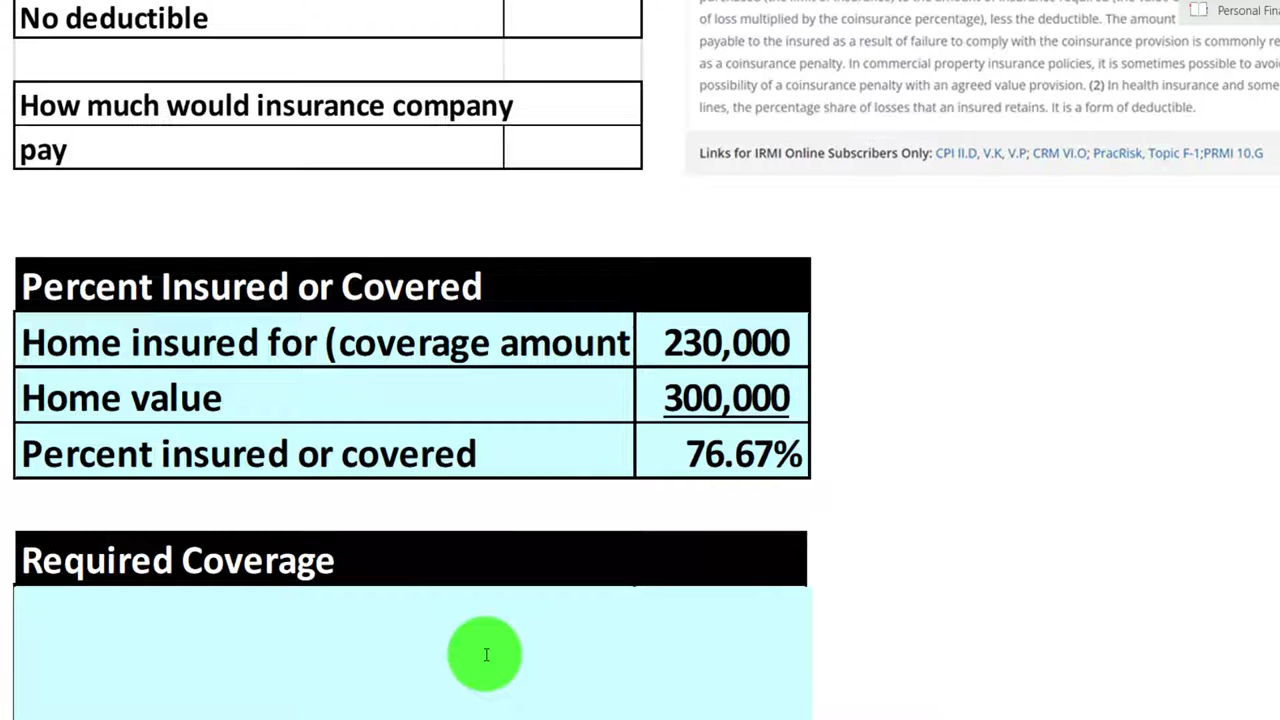 No deductible
How much would insurance company
pay
of loss multiplied by the coinsurance percentage), less the deductible. The amount
payable to the insured as a result of failure to comply with the coinsurance provision is commonly re
as a coinsurance penalty. In commercial property insurance policies, it is sometimes possible to avoi
possibility of a coinsurance penalty with an agreed value provision. (2) In health insurance and some
lines, the percentage share of losses that an insured retains. It is a form of deductible.
Links for IRMI Online Subscribers Only: CPI II.D, V.K, V.P; CRM VI.O; PracRisk, Topic F-1;PRMI 10.G
Personal Fina
Percent Insured or Covered
Home insured for (coverage amount 230,000
Home value 300,000
Percent insured or covered 76.67%
Required Coverage